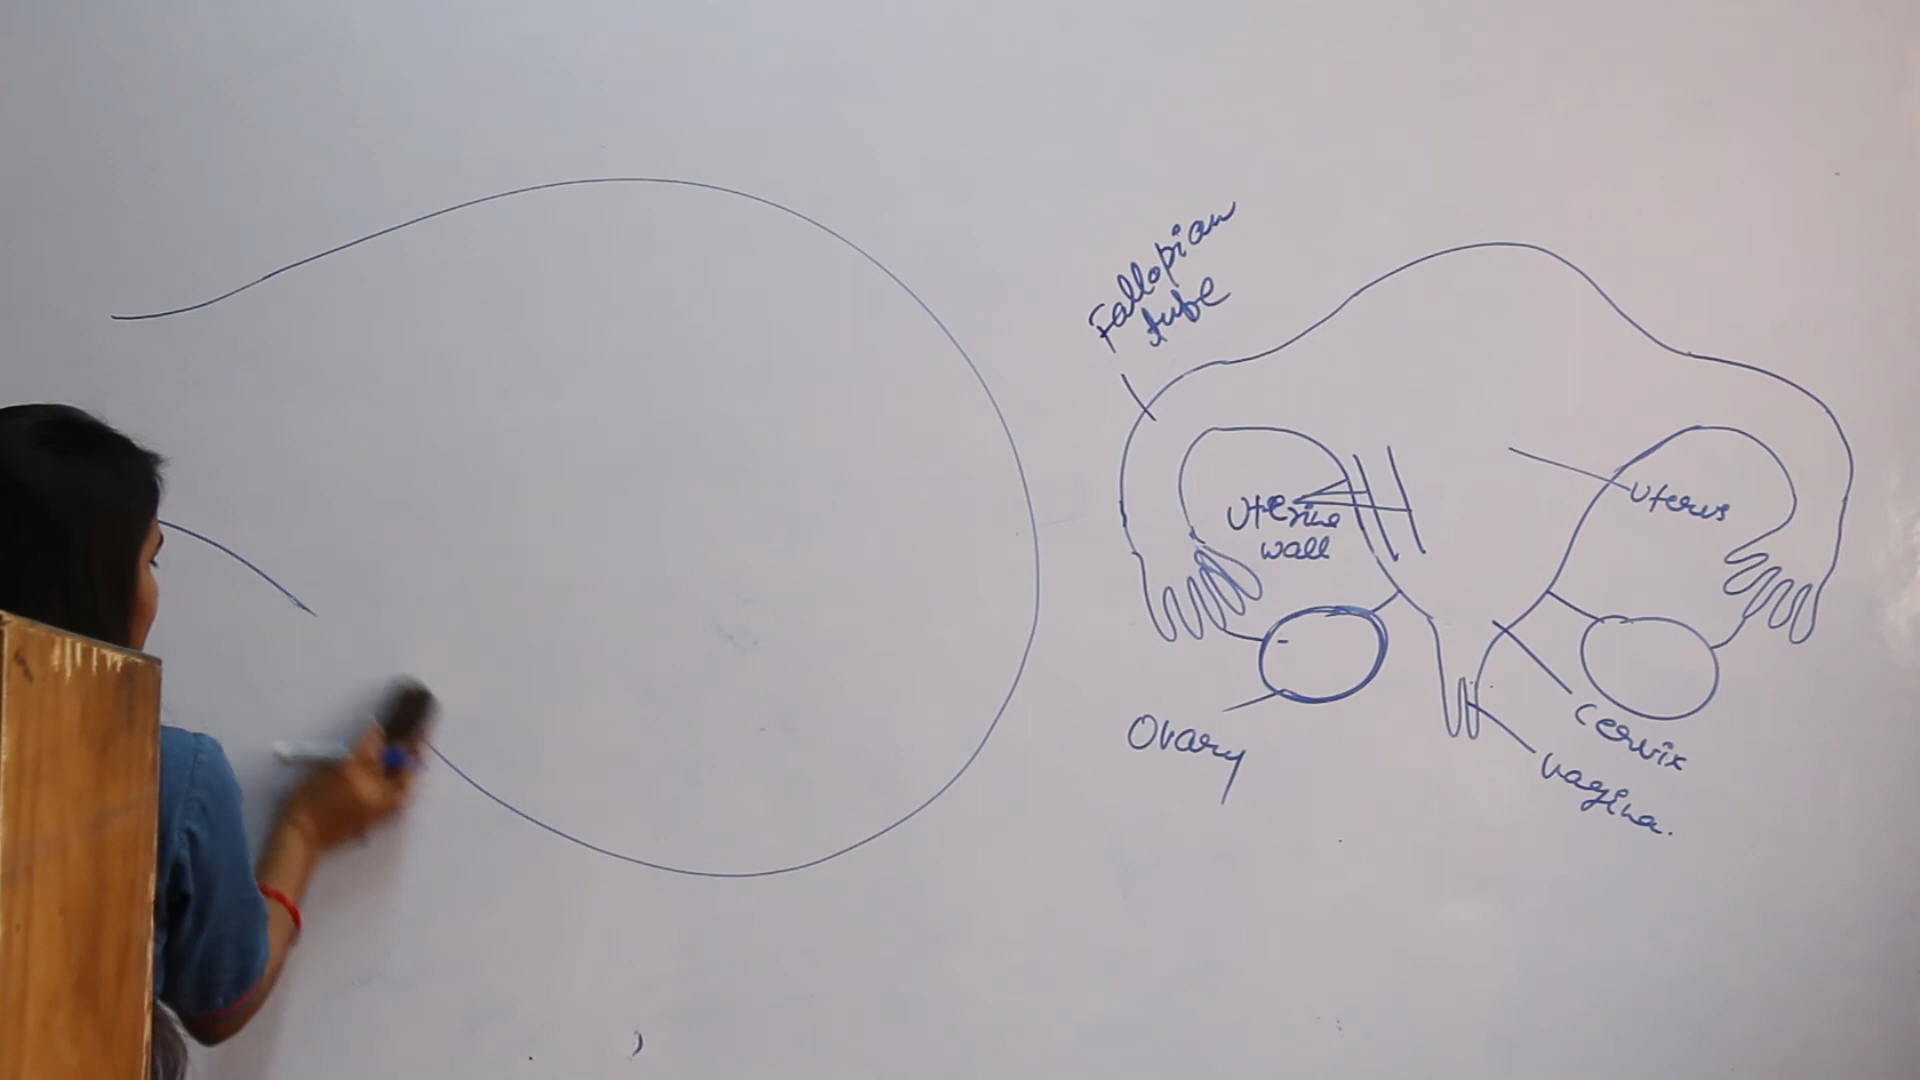 Fallopian
tube
Uterine
wall
Uterus
Ovary
Cervix
Vagina.